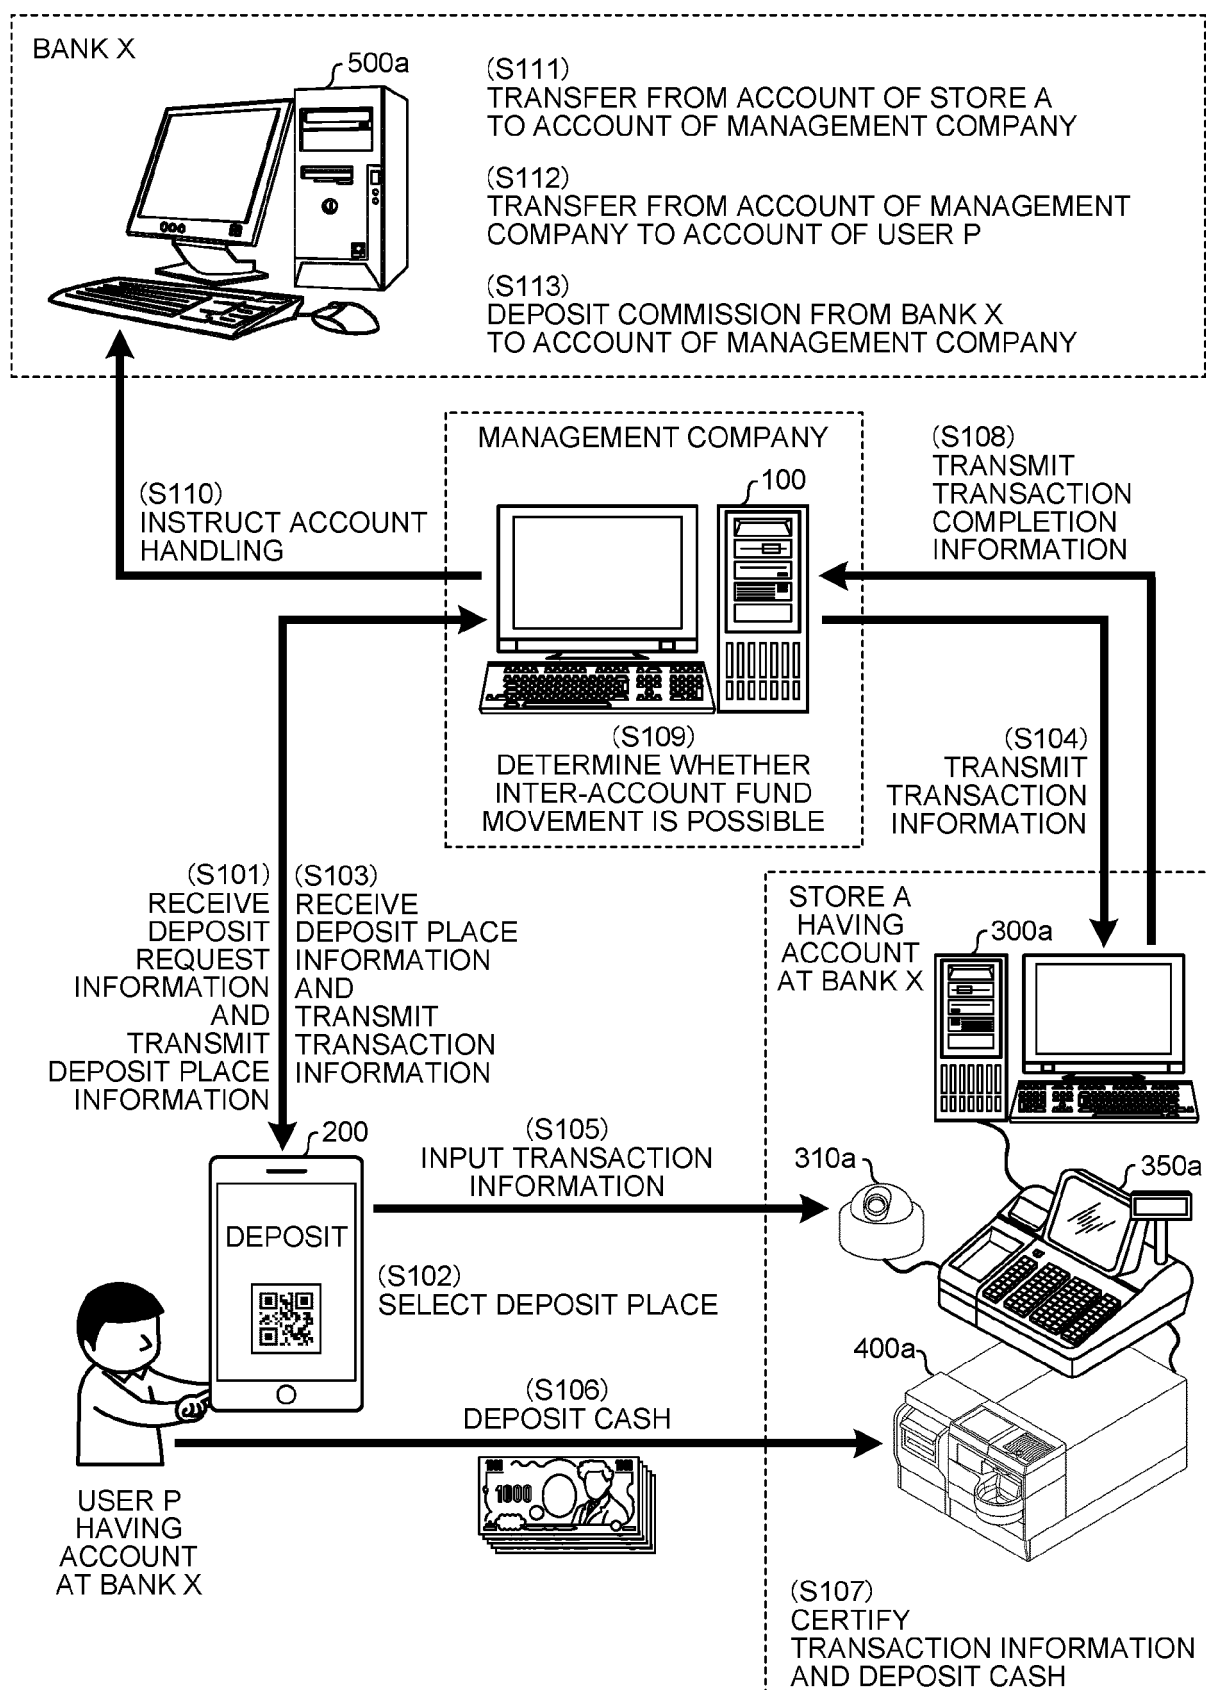 BANK X
500a
(S111)
TRANSFER FROM ACCOUNT OF STORE A
TO ACCOUNT OF MANAGEMENT COMPANY
(S112)
TRANSFER FROM ACCOUNT OF MANAGEMENT
COMPANY TO ACCOUNT OF USER P
(S113)
DEPOSIT COMMISSION FROM BANK X
TO ACCOUNT OF MANAGEMENT COMPANY
MANAGEMENT COMPANY
100
(S110)
INSTRUCT ACCOUNT
HANDLING
(S108)
TRANSMIT
TRANSACTION
COMPLETION
INFORMATION
(S109)
DETERMINE WHETHER
INTER-ACCOUNT FUND
MOVEMENT IS POSSIBLE
(S104)
TRANSMIT
TRANSACTION
INFORMATION
(S101)
RECEIVE
DEPOSIT
REQUEST
INFORMATION
AND
TRANSMIT
DEPOSIT PLACE
INFORMATION
(S103)
RECEIVE
DEPOSIT PLACE
INFORMATION
AND
TRANSMIT
TRANSACTION
INFORMATION
STORE A
HAVING
ACCOUNT
AT BANK X
300a
200
DEPOSIT
(S105)
INPUT TRANSACTION
INFORMATION
310a
350a
(S102)
SELECT DEPOSIT PLACE
400a
(S106)
DEPOSIT CASH
1000
USER P
HAVING
ACCOUNT
AT BANK X
(S107)
CERTIFY
TRANSACTION INFORMATION
AND DEPOSIT CASH